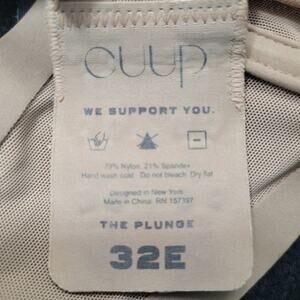 cuup
WE SUPPORT YOU.
79% Nylon, 21% Spandex
Hand wash cold. Do not bleach. Dry flat
Designed in New York
Made in China. RN 157397
THE PLUNGE
32E